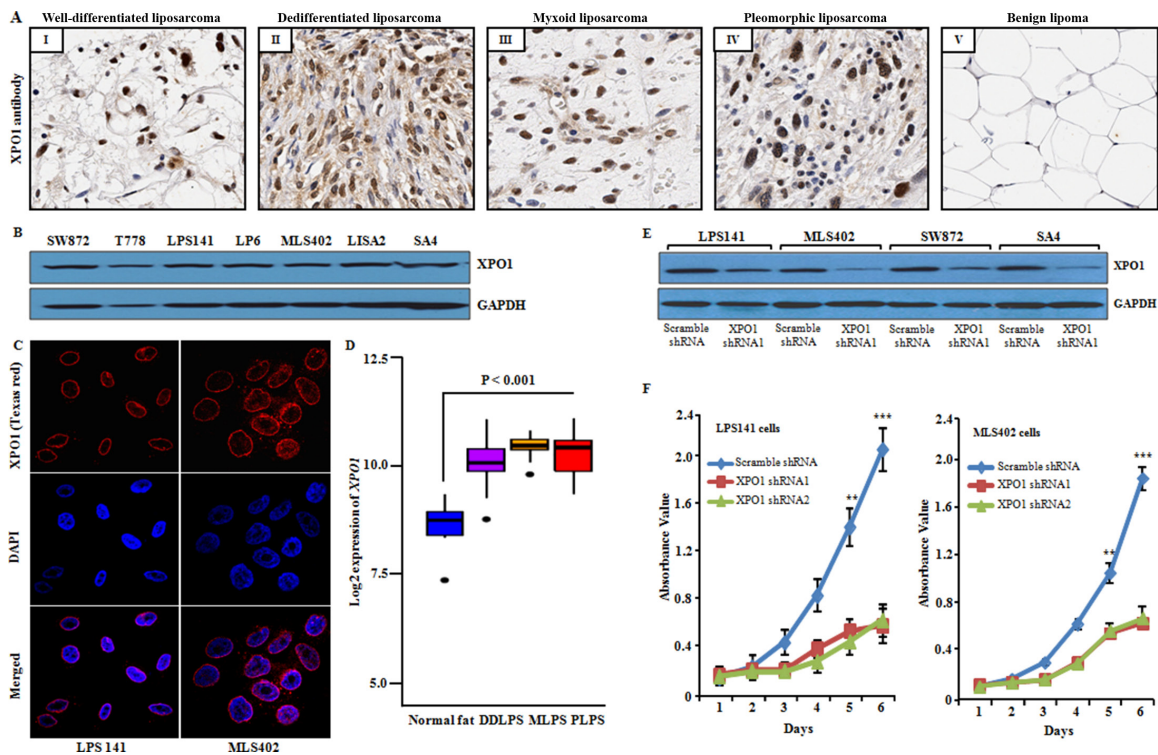 A
Well-differentiated liposarcoma Dedifferentiated liposarcoma Myxoid liposarcoma Pleomorphic liposarcoma Benign lipoma
XPO1 antibody
I II III IV V
B
SW872 T778 LPS141 LP6 MLS402 LISA2 SA4
XPO1
GAPDH
C
XPO1 (Texas red)
DAPI
Merged
LPS 141 MLS402
D
Log2 expression of XPO1
12.5
10.0
7.5
5.0
P < 0.001
Normal fat DDLPS MLPS PLPS
E
LPS141 MLS402 SW872 SA4
XPO1
GAPDH
Scramble XPO1 Scramble XPO1 Scramble XPO1 Scramble XPO1
shRNA shRNA1 shRNA shRNA1 shRNA shRNA1 shRNA shRNA1
F
Absorbance Value
2.4
2.0
1.6
1.2
0.8
0.4
0
LPS141 cells
Scramble shRNA
XPO1 shRNA1
XPO1 shRNA2
**
***
1 2 3 4 5 6
Days
Absorbance Value
2.4
2.0
1.6
1.2
0.8
0.4
0
MLS402 cells
Scramble shRNA
XPO1 shRNA1
XPO1 shRNA2
**
***
1 2 3 4 5 6
Days